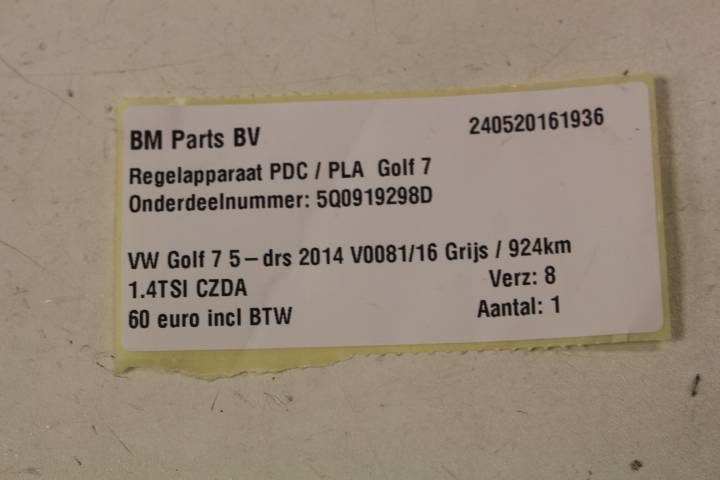 BM Parts BV 240520161936
Regelapparaat PDC / PLA Golf 7
Onderdeelnummer: 5Q0919298D
VW Golf 7 5-drs 2014 V0081/16 Grijs / 924km
1.4TSI CZDA Verz: 8
60 euro incl BTW Aantal: 1